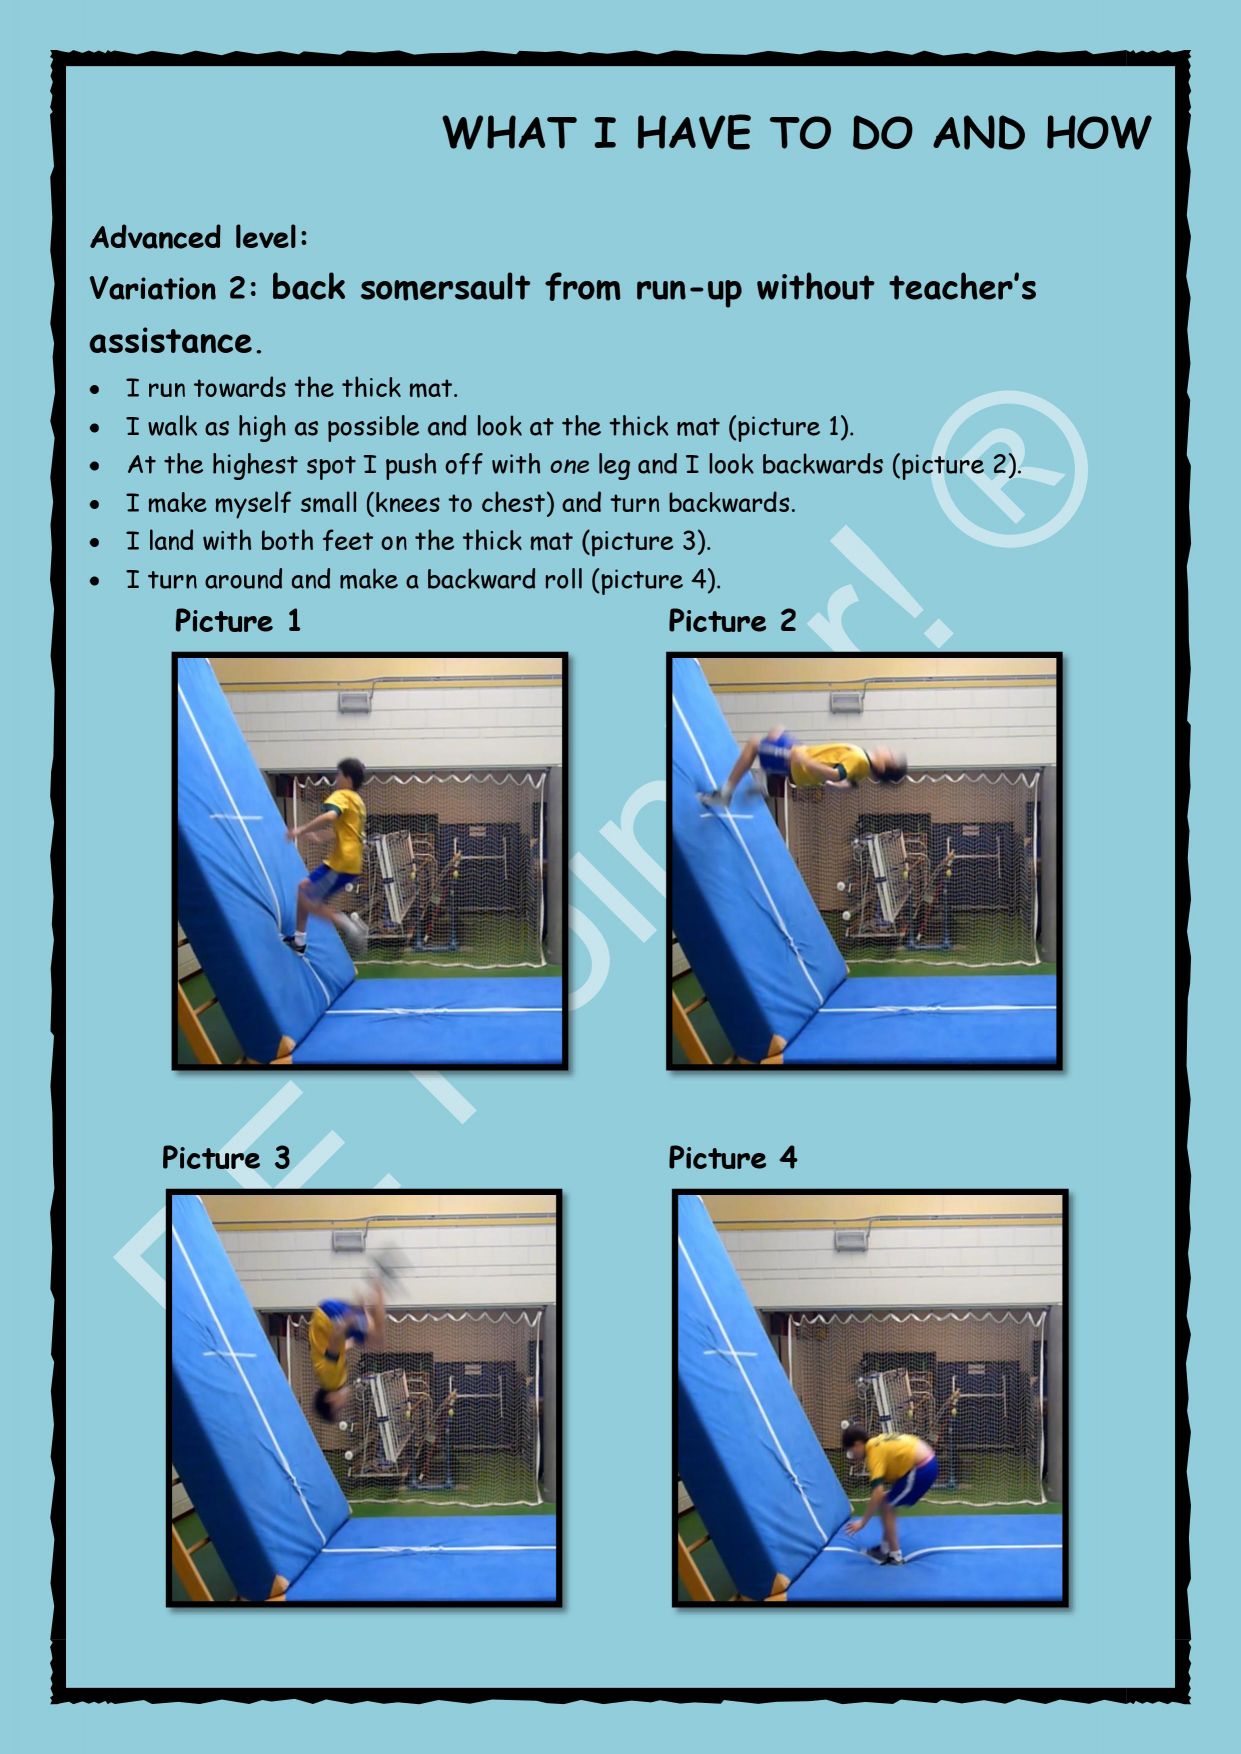 WHAT I HAVE TO DO AND HOW
Advanced level:
Variation 2: back somersault from run-up without teacher's
assistance.
• I run towards the thick mat.
• I walk as high as possible and look at the thick mat (picture 1).
• At the highest spot I push off with one leg and I look backwards (picture 2).
• I make myself small (knees to chest) and turn backwards.
• I land with both feet on the thick mat (picture 3).
• I turn around and make a backward roll (picture 4).
Picture 1 Picture 2
Picture 3 Picture 4